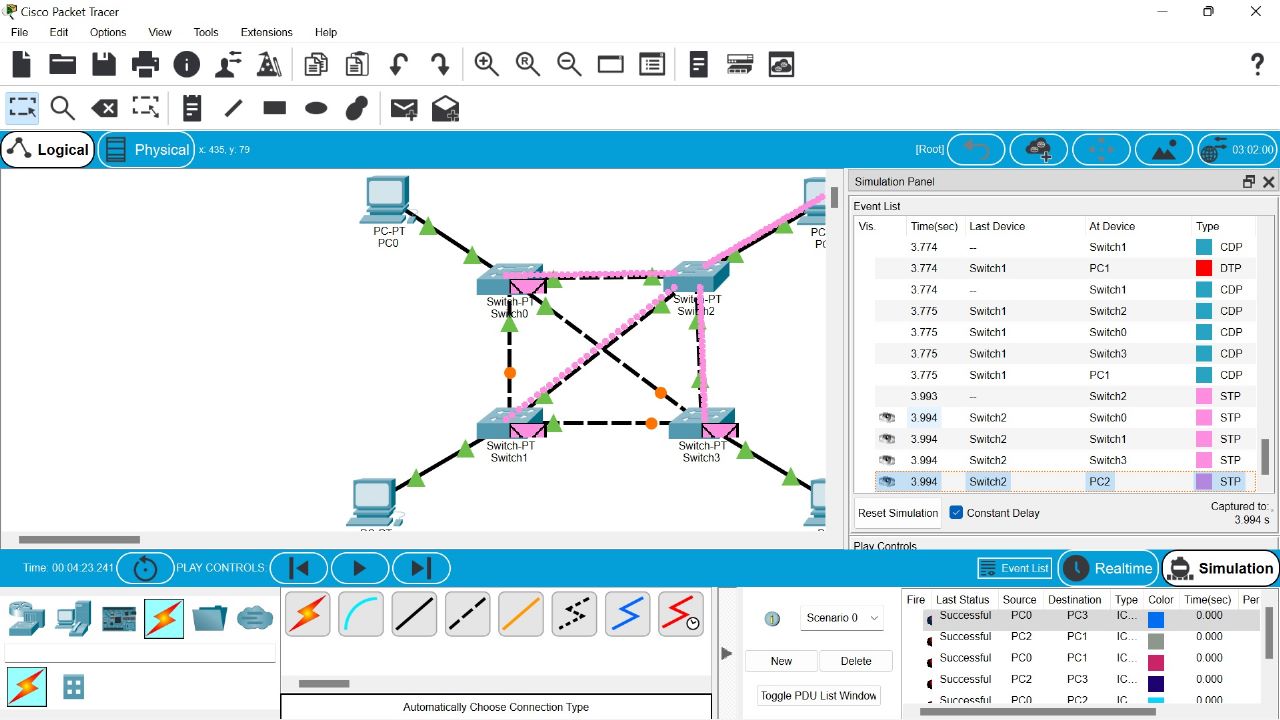 Cisco Packet Tracer
File Edit Options View Tools Extensions Help
Logical Physical x: 435, y: 79 [Root] 03:02:00
PC-PT
PC0
Switch-PT
Switch0
Switch-PT
Switch2
Switch-PT
Switch1
Switch-PT
Switch3
Simulation Panel
Event List
Vis. Time(sec) Last Device At Device Type
3.774 -- Switch1 CDP
3.774 Switch1 PC1 DTP
3.774 -- Switch1 CDP
3.775 Switch1 Switch2 CDP
3.775 Switch1 Switch0 CDP
3.775 Switch1 Switch3 CDP
3.775 Switch1 PC1 CDP
3.993 -- Switch2 STP
3.994 Switch2 Switch0 STP
3.994 Switch2 Switch1 STP
3.994 Switch2 Switch3 STP
3.994 Switch2 PC2 STP
Reset Simulation Constant Delay Captured to:
3.994 s
Play Controls
Time: 00:04:23.241 PLAY CONTROLS: Event List Realtime Simulation
Automatically Choose Connection Type
Scenario 0
New Delete
Toggle PDU List Window
Fire Last Status Source Destination Type Color Time(sec) Per
Successful PC0 PC3 IC... 0.000
Successful PC2 PC1 IC... 0.000
Successful PC0 PC1 IC... 0.000
Successful PC2 PC3 IC... 0.000
Successful PC0 PC2 IC... 0.000